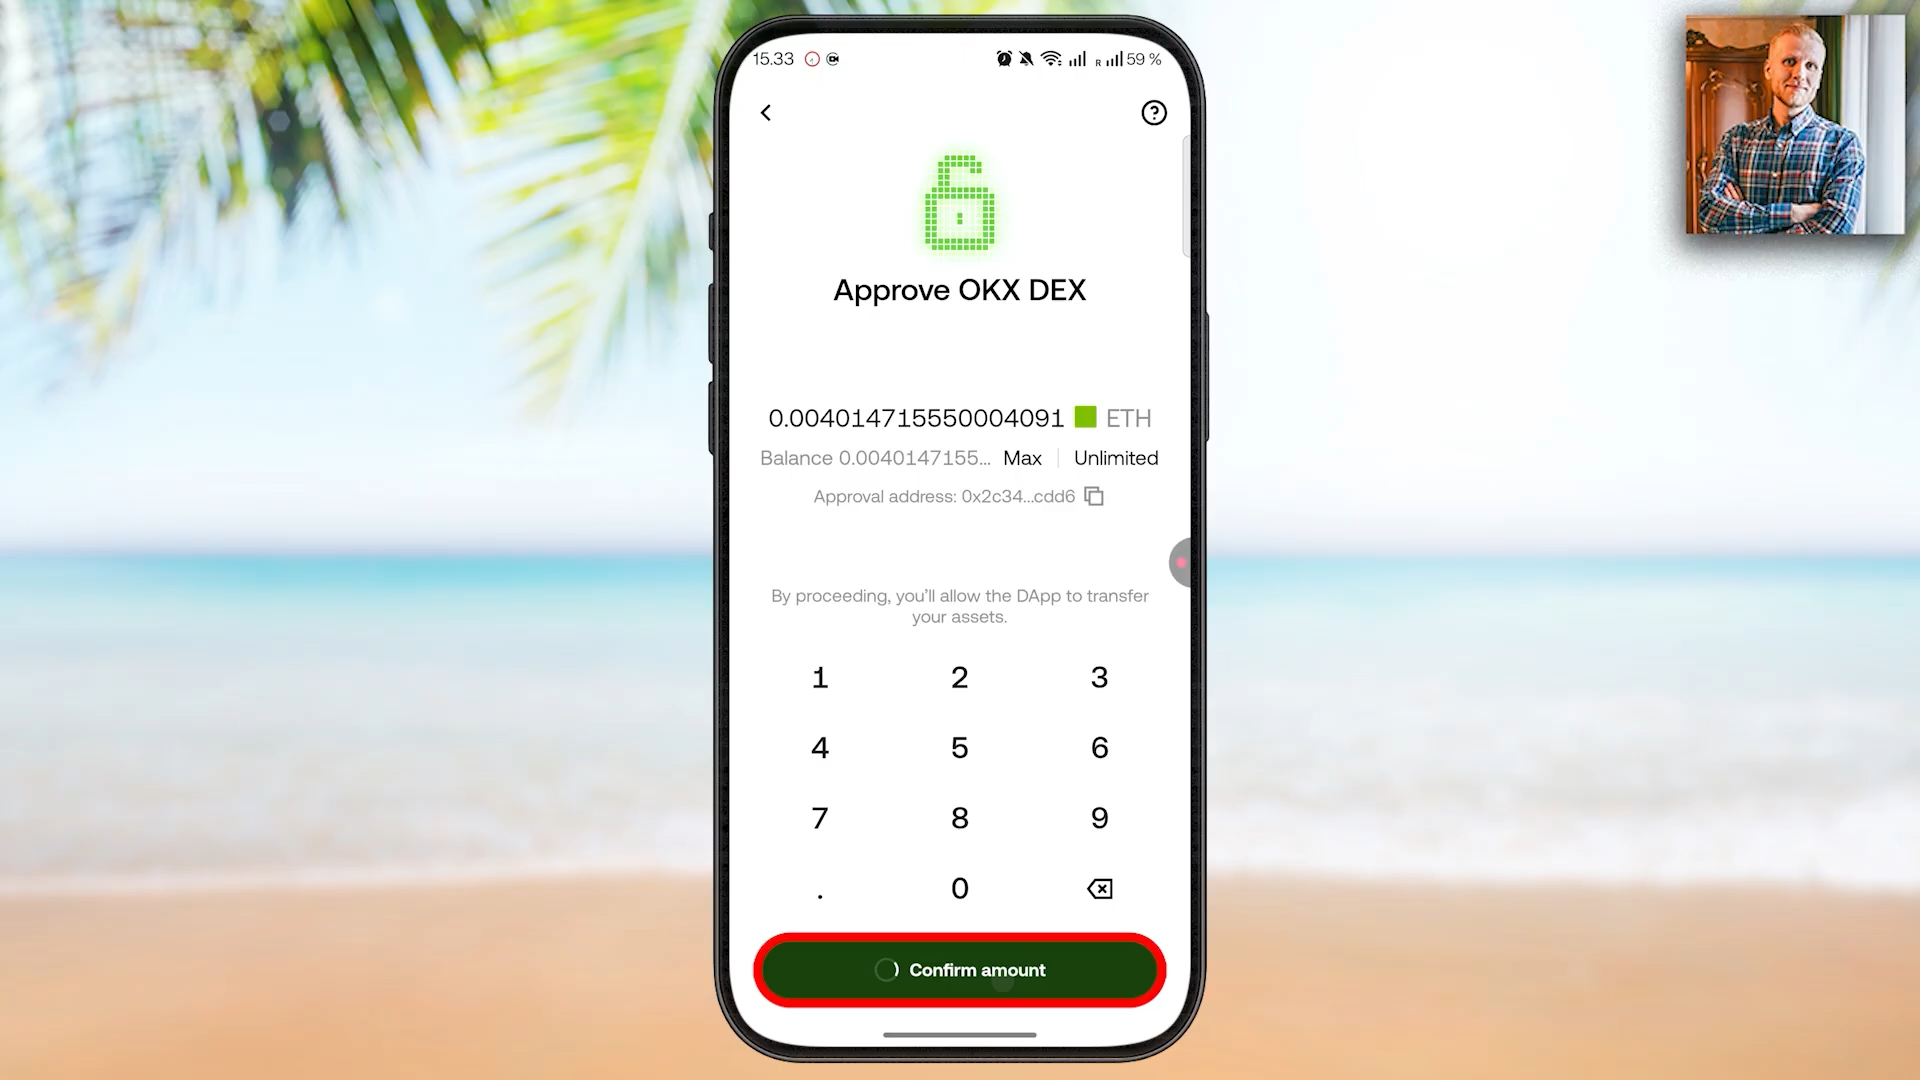 15.33
R 59 %
Approve OKX DEX
0.004014715550004091 ETH
Balance 0.0040147155... Max Unlimited
Approval address: 0x2c34...cdd6
By proceeding, you'll allow the DApp to transfer
your assets.
1 2 3
4 5 6
7 8 9
. 0
Confirm amount